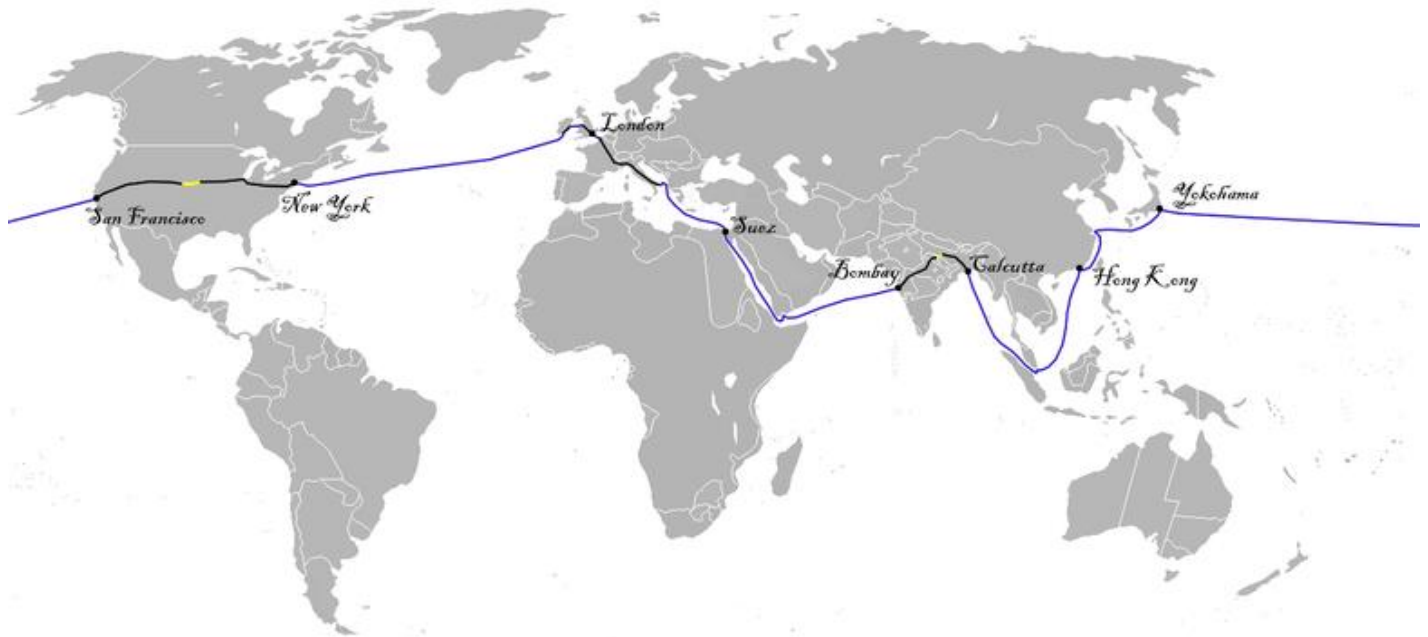 London
San Francisco
New York
Suez
Yokohama
Bombay
Calcutta
Hong Kong